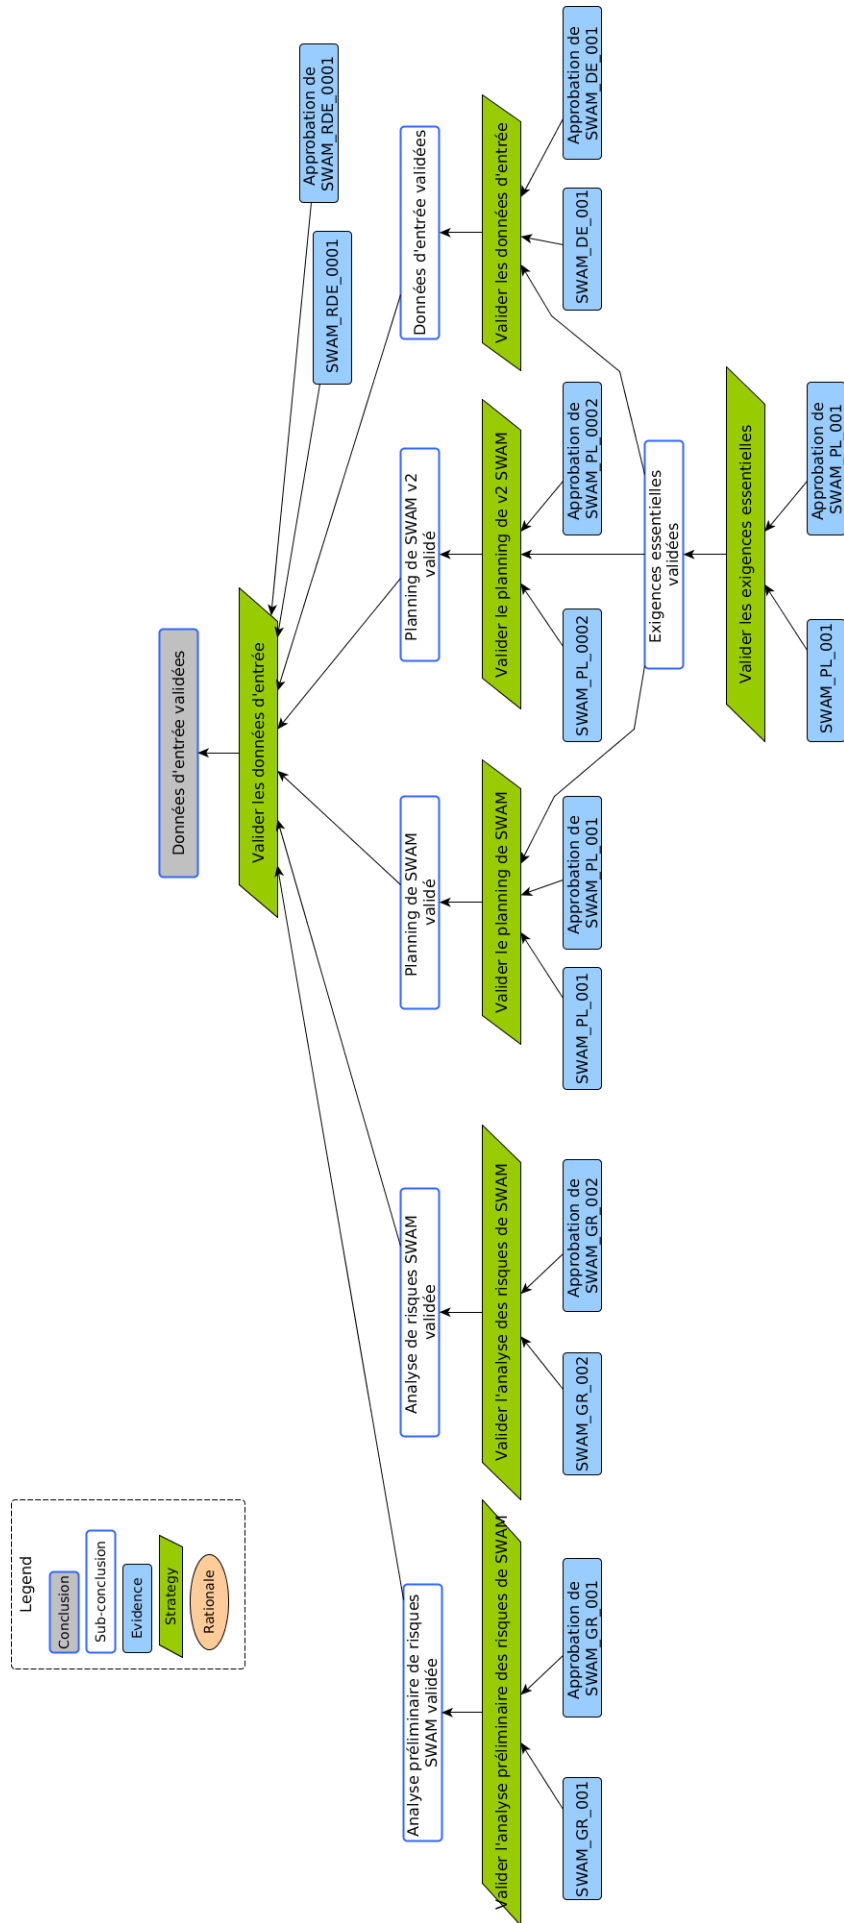 Legend
Conclusion
Sub-conclusion
Evidence
Strategy
Rationale
Données d'entrée validées
Valider les données d'entrée
SWAM_RDE_0001
Approbation de
SWAM_RDE_0001
Analyse préliminaire de risques
SWAM validée
Analyse de risques SWAM
validée
Planning de SWAM
validé
Planning de SWAM v2
validé
Données d'entrée validées
Valider l'analyse préliminaire des risques de SWAM
Valider l'analyse des risques de SWAM
Valider le planning de SWAM
Valider le planning de v2 SWAM
Valider les données d'entrée
SWAM_GR_001
Approbation de
SWAM_GR_001
SWAM_GR_002
Approbation de
SWAM_GR_002
SWAM_PL_001
Approbation de
SWAM_PL_001
SWAM_PL_0002
Approbation de
SWAM_PL_0002
SWAM_DE_001
Approbation de
SWAM_DE_001
Exigences essentielles
validées
Valider les exigences essentielles
SWAM_PL_001
Approbation de
SWAM_PL_001